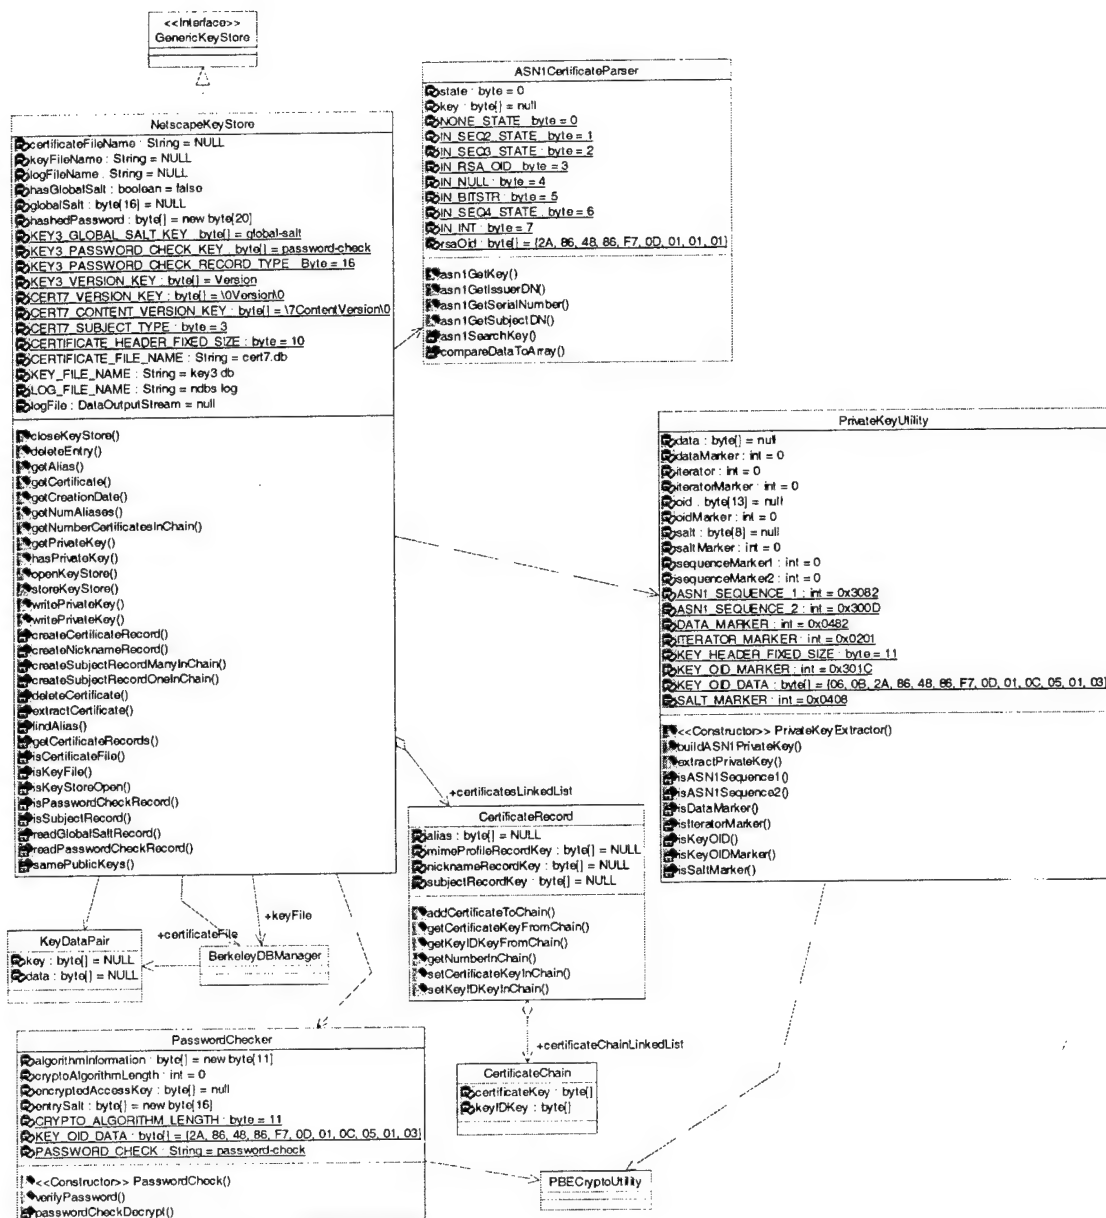 <<Interface>>
GenericKeyStore
NetscapeKeyStore
certificateFileName : String = NULL
keyFileName : String = NULL
logFileName : String = NULL
hasGlobalSalt : boolean = false
globalSalt : byte[16] = NULL
hashedPassword : byte[] = new byte[20]
KEY3_GLOBAL_SALT_KEY : byte[] = global-salt
KEY3_PASSWORD_CHECK_KEY : byte[] = password-check
KEY3_PASSWORD_CHECK_RECORD_TYPE : Byte = 16
KEY3_VERSION_KEY : byte[] = Version
CERT7_VERSION_KEY : byte[] = \0Version\0
CERT7_CONTENT_VERSION_KEY : byte[] = \7ContentVersion\0
CERT7_SUBJECT_TYPE : byte = 3
CERTIFICATE_HEADER_FIXED_SIZE : byte = 10
CERTIFICATE_FILE_NAME : String = cert7.db
KEY_FILE_NAME : String = key3.db
LOG_FILE_NAME : String = ndbs.log
logFile : DataOutputStream = null
closeKeyStore()
deleteEntry()
getAlias()
getCertificate()
getCreationDate()
getNumAliases()
getNumberCertificatesInChain()
getPrivateKey()
hasPrivateKey()
openKeyStore()
storeKeyStore()
writePrivateKey()
writePrivateKey()
createCertificateRecord()
createNicknameRecord()
createSubjectRecordManyInChain()
createSubjectRecordOneInChain()
deleteCertificate()
extractCertificate()
findAlias()
getCertificateRecords()
isCertificateFile()
isKeyFile()
isKeyStoreOpen()
isPasswordCheckRecord()
isSubjectRecord()
readGlobalSaltRecord()
readPasswordCheckRecord()
samePublicKeys()
ASN1CertificateParser
state : byte = 0
key : byte[] = null
NONE_STATE : byte = 0
IN_SEQ2_STATE : byte = 1
IN_SEQ3_STATE : byte = 2
IN_RSA_OID : byte = 3
IN_NULL : byte = 4
IN_BITSTR : byte = 5
IN_SEQ4_STATE : byte = 6
IN_INT : byte = 7
rsaOid : byte[] = {2A, 86, 48, 86, F7, 0D, 01, 01, 01}
asn1GetKey()
asn1GetIssuerDN()
asn1GetSerialNumber()
asn1GetSubjectDN()
asn1SearchKey()
compareDataToArray()
PrivateKeyUtility
data : byte[] = null
dataMarker : int = 0
iterator : int = 0
iteratorMarker : int = 0
oid : byte[13] = null
oidMarker : int = 0
salt : byte[8] = null
saltMarker : int = 0
sequenceMarker1 : int = 0
sequenceMarker2 : int = 0
ASN1_SEQUENCE_1 : int = 0x3082
ASN1_SEQUENCE_2 : int = 0x300D
DATA_MARKER : int = 0x0482
ITERATOR_MARKER : int = 0x0201
KEY_HEADER_FIXED_SIZE : byte = 11
KEY_OID_MARKER : int = 0x301C
KEY_OID_DATA : byte[] = {06, 0B, 2A, 86, 48, 86, F7, 0D, 01, 0C, 05, 01, 03}
SALT_MARKER : int = 0x0408
<<Constructor>> PrivateKeyExtractor()
buildASN1PrivateKey()
extractPrivateKey()
isASN1Sequence1()
isASN1Sequence2()
isDataMarker()
isIteratorMarker()
isKeyOID()
isKeyOIDMarker()
isSaltMarker()
+certificatesLinkedList
CertificateRecord
alias : byte[] = NULL
mimeProfileRecordKey : byte[] = NULL
nicknameRecordKey : byte[] = NULL
subjectRecordKey : byte[] = NULL
addCertificateToChain()
getCertificateKeyFromChain()
getKeyIDKeyFromChain()
getNumberInChain()
setCertificateKeyInChain()
setKeyIDKeyInChain()
+keyFile
+certificateFile
KeyDataPair
key : byte[] = NULL
data : byte[] = NULL
BerkeleyDBManager
PasswordChecker
algorithmInformation : byte[] = new byte[11]
cryptoAlgorithmLength : int = 0
encryptedAccessKey : byte[] = null
entrySalt : byte[] = new byte[16]
CRYPTO_ALGORITHM_LENGTH : byte = 11
KEY_OID_DATA : byte[] = {2A, 86, 48, 86, F7, 0D, 01, 0C, 05, 01, 03}
PASSWORD_CHECK : String = password-check
<<Constructor>> PasswordCheck()
verifyPassword()
passwordCheckDecrypt()
+certificateChainLinkedList
CertificateChain
certificateKey : byte[]
keyIDKey : byte[]
PBECryptoUtility